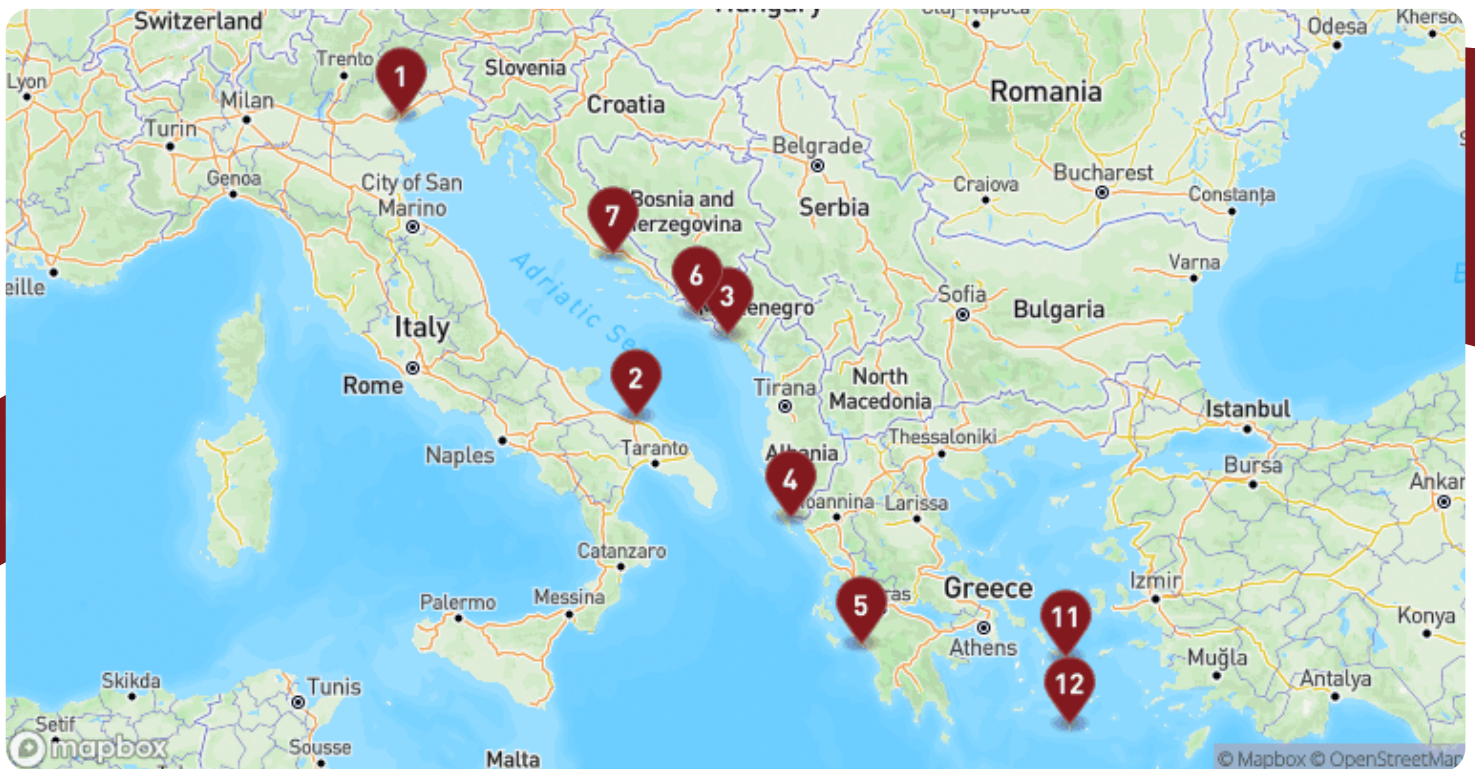 Switzerland
Hungary
Cluj-Napoca
Odesa
Kherso
Lyon
Trento
1
Slovenia
Milan
Croatia
Romania
Turin
Belgrade
Genoa
City of San
Marino
Craiova
Bucharest
Constanța
7
Bosnia and
Herzegovina
Serbia
eille
Adriatic Sea
6
3
Montenegro
Varna
Sofia
Bulgaria
Italy
Rome
2
Tirana
North
Macedonia
Istanbul
Naples
Taranto
Albania
Thessaloniki
Bursa
Ankar
4
Ioannina
Larissa
Catanzaro
Palermo
Messina
5
ras
Greece
Athens
11
Izmir
Konya
Skikda
Tunis
12
Muğla
Antalya
Setif
mapbox
Sousse
Malta
© Mapbox © OpenStreetMap